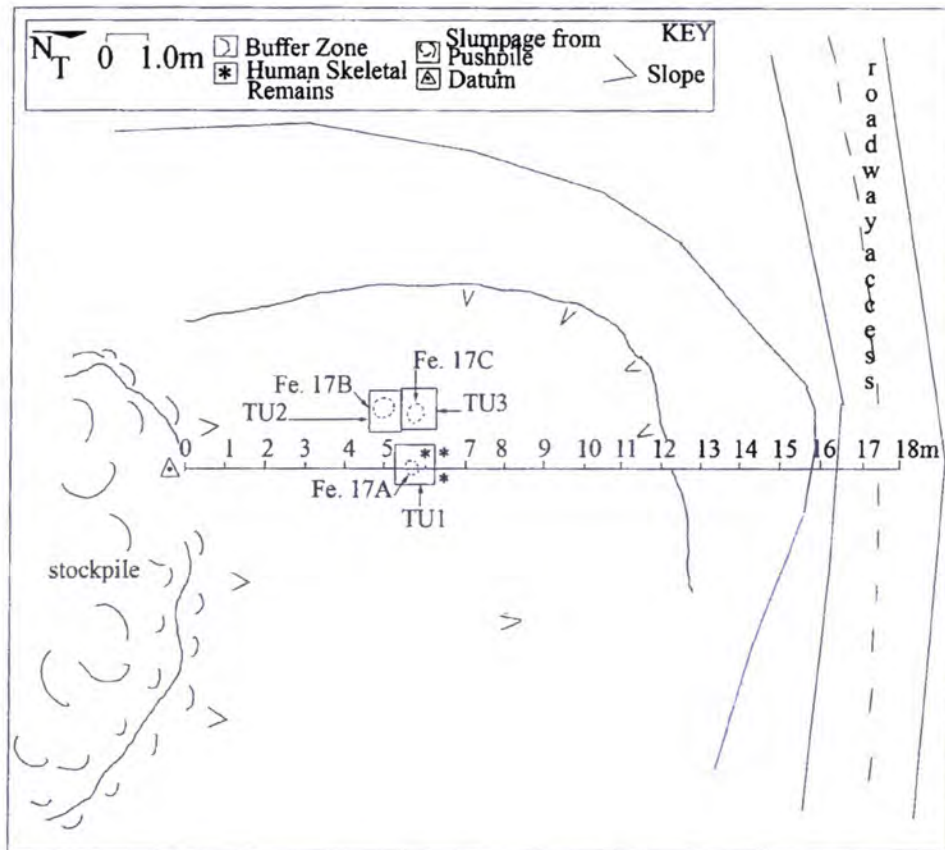 KEY
N
T
0 1.0m
Buffer Zone
* Human Skeletal
Remains
Slumpage from
Pushpile
Datum
Slope
roadway access
Fe. 17C
Fe. 17B
TU2
TU3
0 1 2 3 4 5 6 7 8 9 10 11 12 13 14 15 16 17 18m
* *
*
Fe. 17A
TU1
stockpile